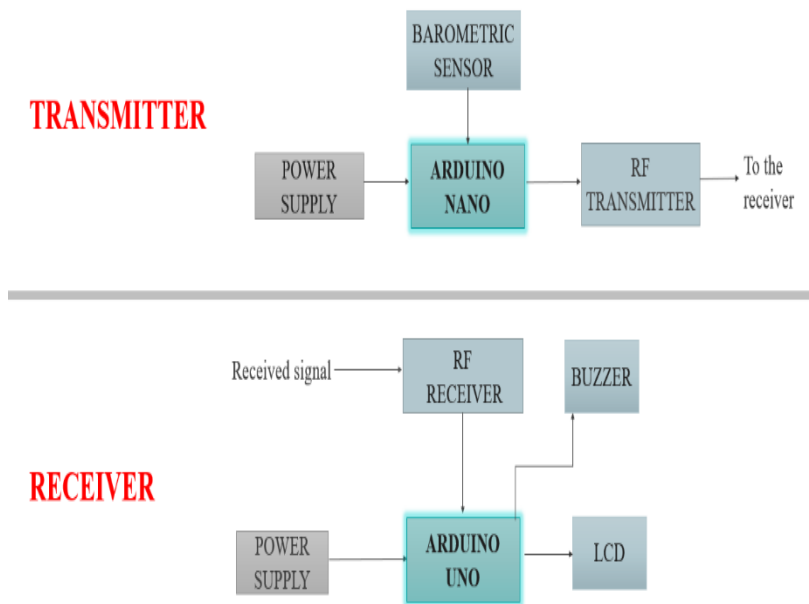 BAROMETRIC
SENSOR
TRANSMITTER
POWER
SUPPLY
ARDUINO
NANO
RF
TRANSMITTER
To the
receiver
Received signal
RF
RECEIVER
BUZZER
RECEIVER
POWER
SUPPLY
ARDUINO
UNO
LCD